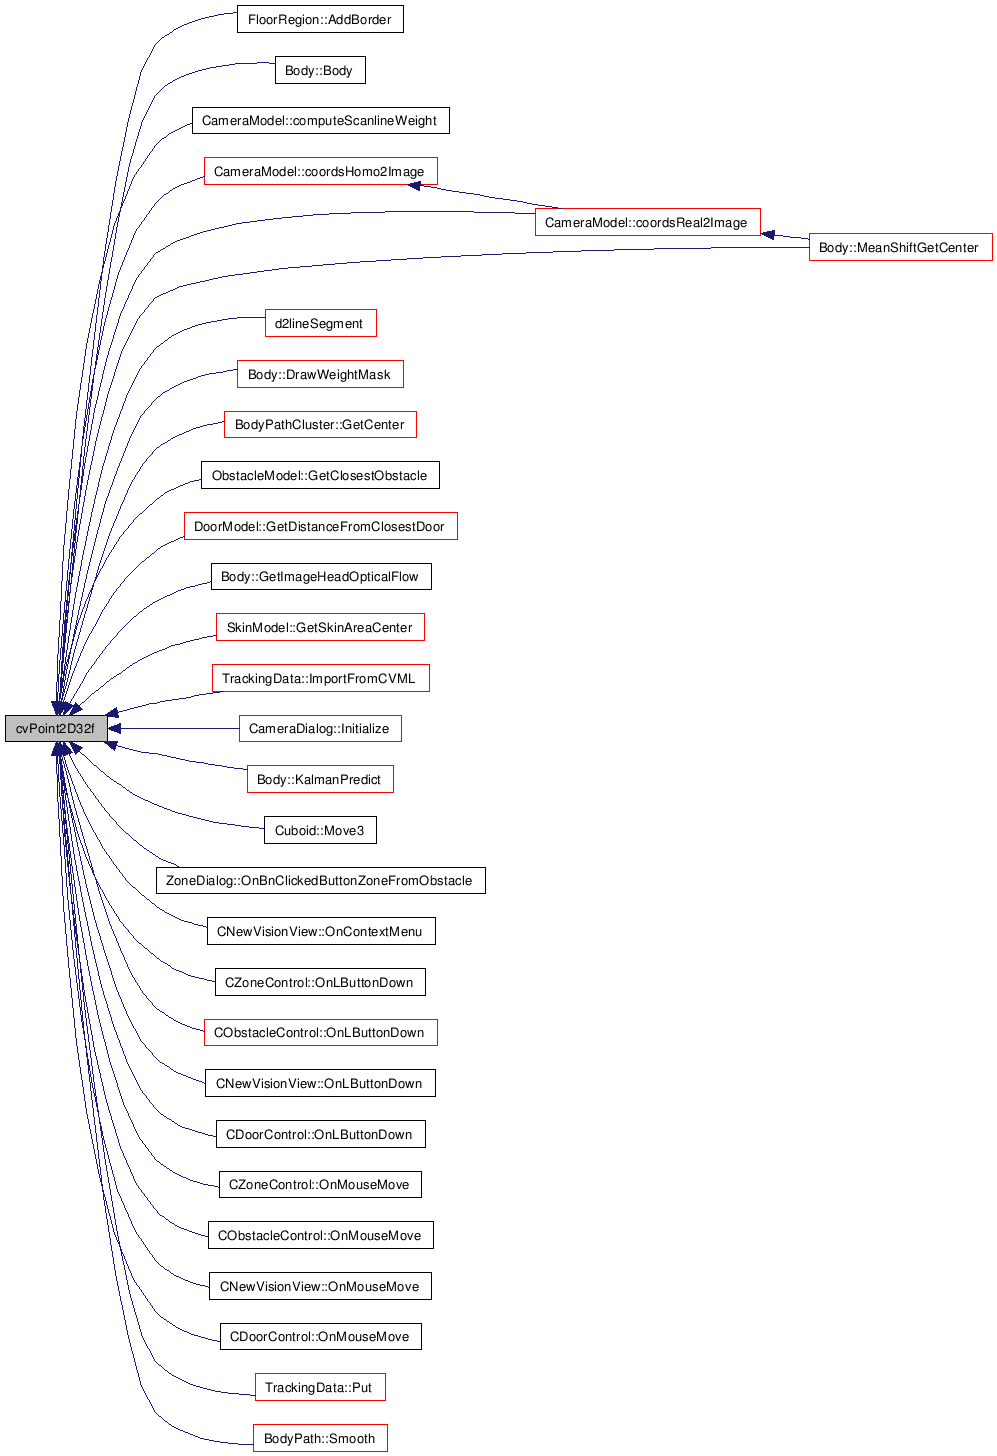 FloorRegion::AddBorder
Body::Body
CameraModel::computeScanlineWeight
CameraModel::coordsHomo2Image
CameraModel::coordsReal2Image
Body::MeanShiftGetCenter
d2lineSegment
Body::DrawWeightMask
BodyPathCluster::GetCenter
ObstacleModel::GetClosestObstacle
DoorModel::GetDistanceFromClosestDoor
Body::GetImageHeadOpticalFlow
SkinModel::GetSkinAreaCenter
TrackingData::ImportFromCVML
cvPoint2D32f
CameraDialog::Initialize
Body::KalmanPredict
Cuboid::Move3
ZoneDialog::OnBnClickedButtonZoneFromObstacle
CNewVisionView::OnContextMenu
CZoneControl::OnLButtonDown
CObstacleControl::OnLButtonDown
CNewVisionView::OnLButtonDown
CDoorControl::OnLButtonDown
CZoneControl::OnMouseMove
CObstacleControl::OnMouseMove
CNewVisionView::OnMouseMove
CDoorControl::OnMouseMove
TrackingData::Put
BodyPath::Smooth